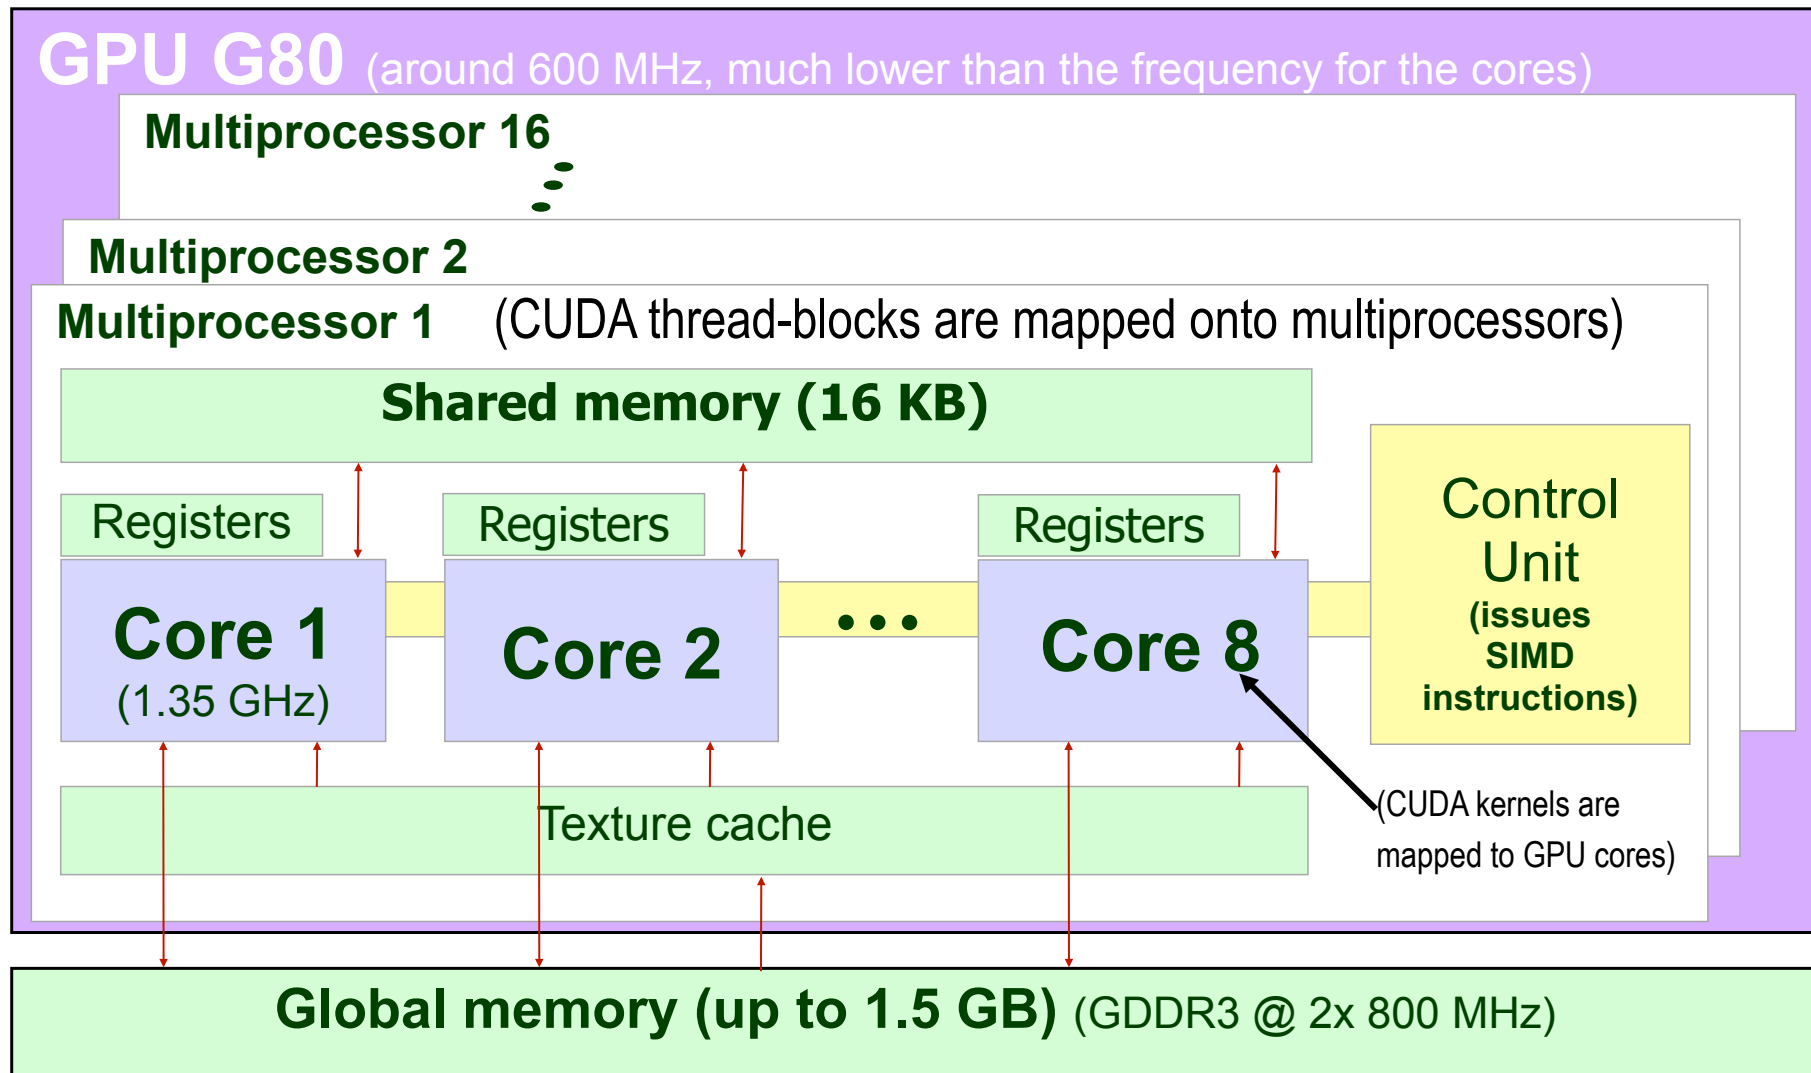 GPU G80 (around 600 MHz, much lower than the frequency for the cores)
Multiprocessor 16
Multiprocessor 2
Multiprocessor 1 (CUDA thread-blocks are mapped onto multiprocessors)
Shared memory (16 KB)
Registers
Registers
Registers
Core 1
(1.35 GHz)
Core 2
...
Core 8
Control
Unit
(issues
SIMD
instructions)
Texture cache
(CUDA kernels are
mapped to GPU cores)
Global memory (up to 1.5 GB) (GDDR3 @ 2x 800 MHz)